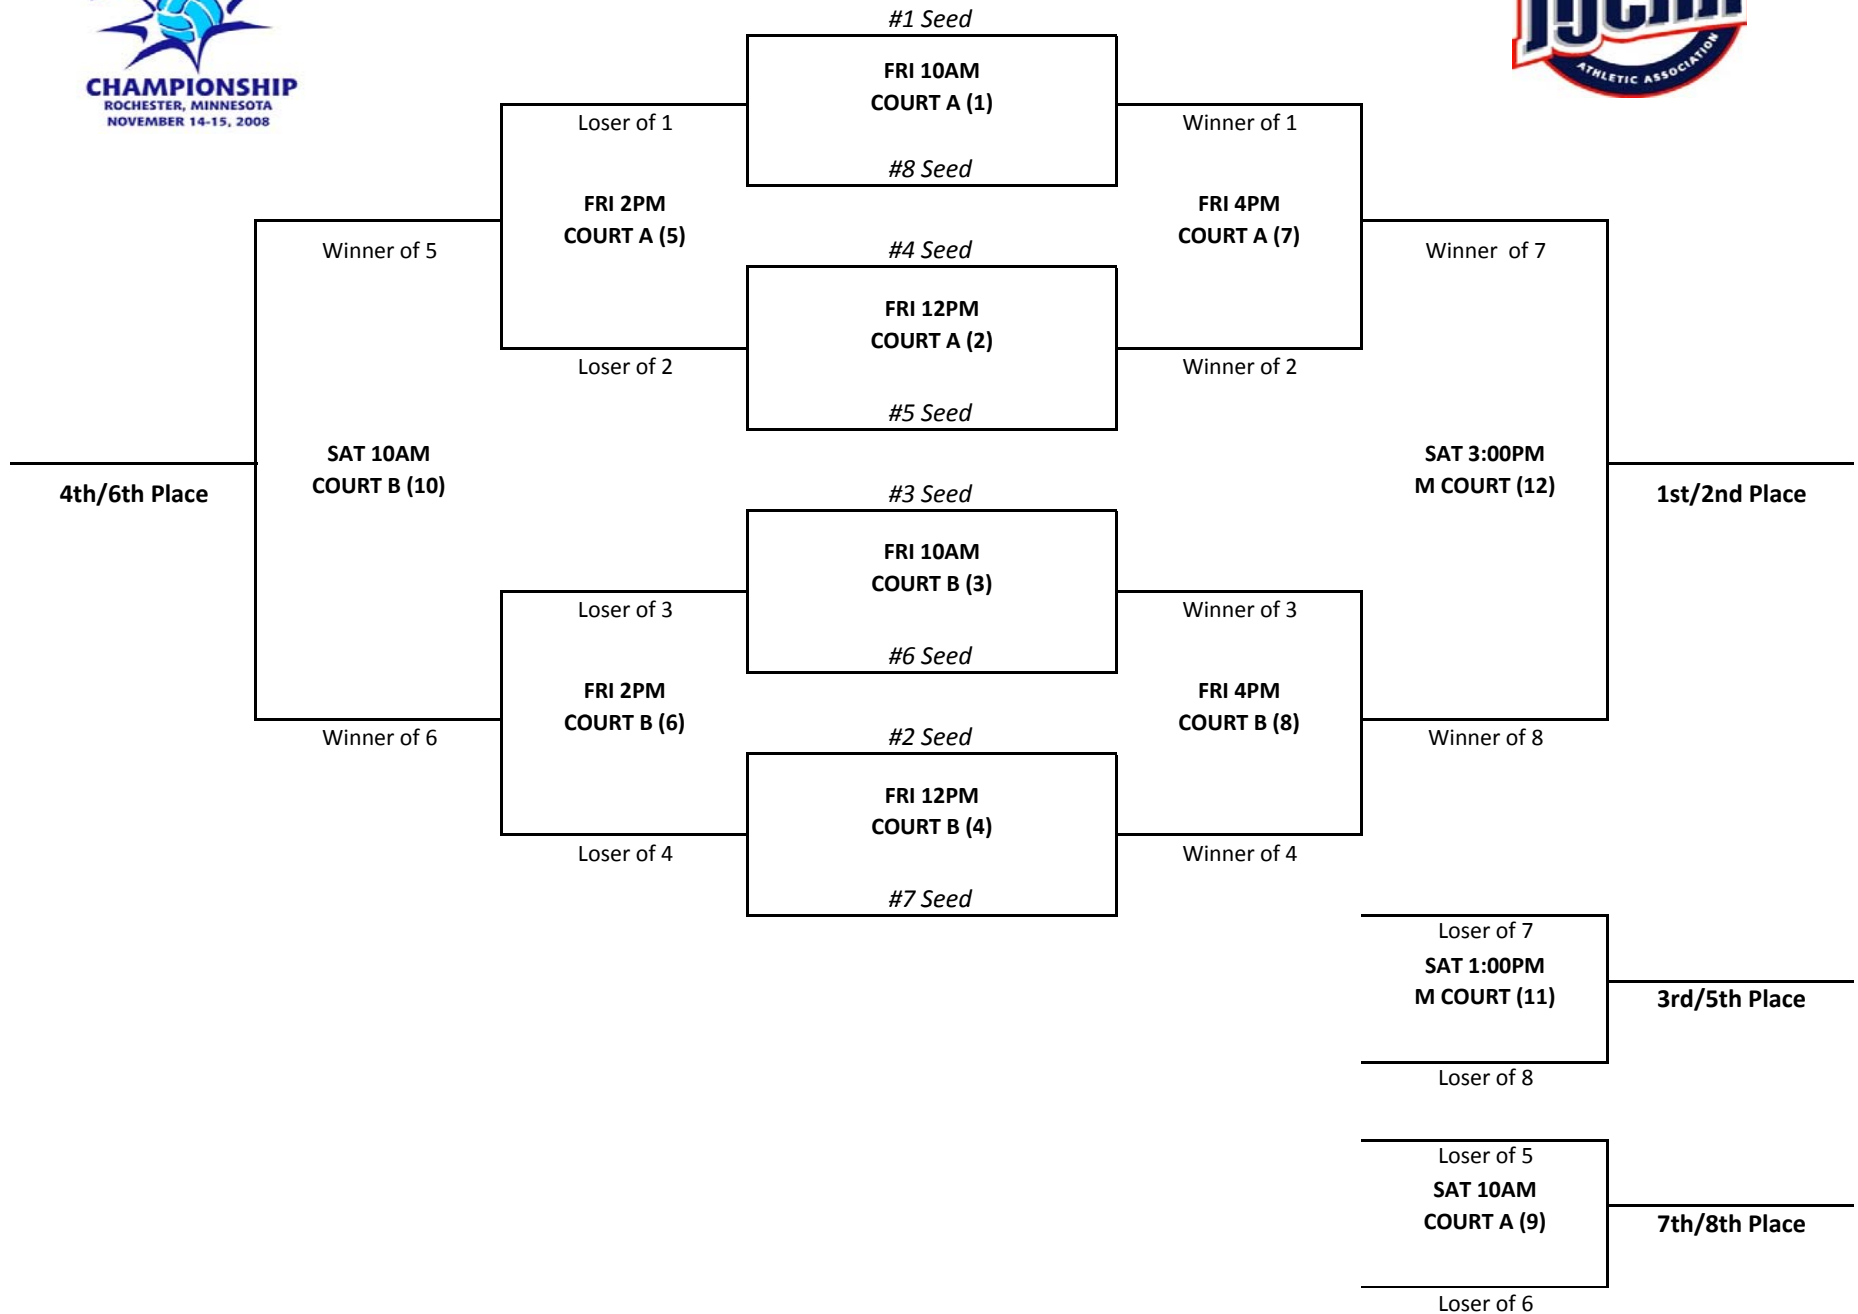 CHAMPIONSHIP
ROCHESTER, MINNESOTA
NOVEMBER 14-15, 2008
ATHLETIC ASSOCIATION
#1 Seed
FRI 10AM
COURT A (1)
Loser of 1
Winner of 1
#8 Seed
FRI 2PM
COURT A (5)
FRI 4PM
COURT A (7)
Winner of 5
#4 Seed
Winner of 7
FRI 12PM
COURT A (2)
Loser of 2
Winner of 2
#5 Seed
SAT 10AM
COURT B (10)
SAT 3:00PM
M COURT (12)
4th/6th Place
#3 Seed
1st/2nd Place
FRI 10AM
COURT B (3)
Loser of 3
Winner of 3
#6 Seed
FRI 2PM
COURT B (6)
FRI 4PM
COURT B (8)
Winner of 6
#2 Seed
Winner of 8
FRI 12PM
COURT B (4)
Loser of 4
Winner of 4
#7 Seed
Loser of 7
SAT 1:00PM
M COURT (11)
3rd/5th Place
Loser of 8
Loser of 5
SAT 10AM
COURT A (9)
7th/8th Place
Loser of 6